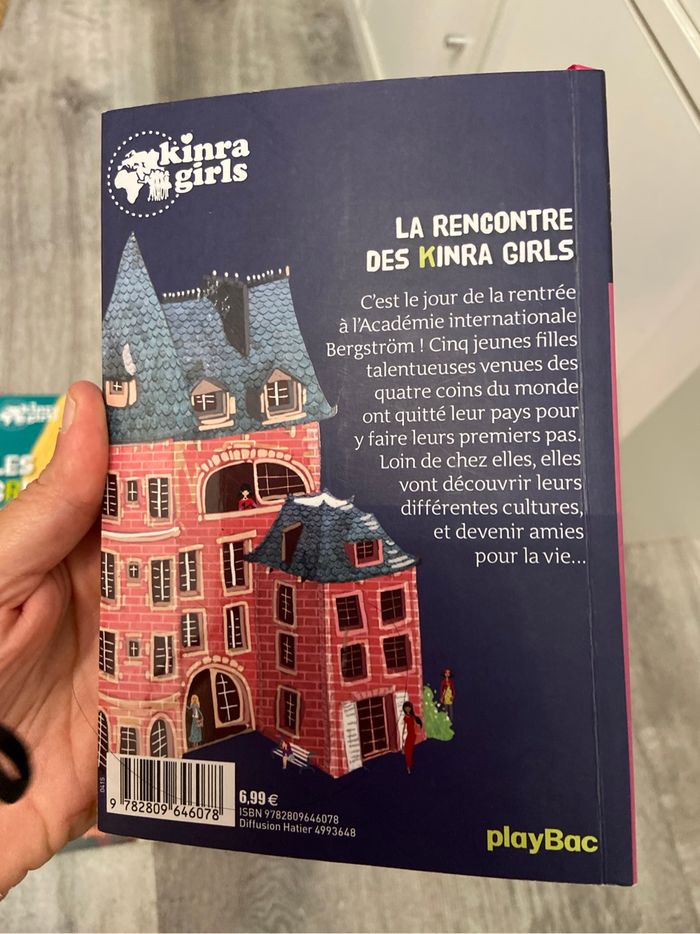 kinra
girls
LA RENCONTRE
DES KINRA GIRLS
C'est le jour de la rentrée
à l'Académie internationale
Bergström ! Cinq jeunes filles
talentueuses venues des
quatre coins du monde
ont quitté leur pays pour
y faire leurs premiers pas.
Loin de chez elles, elles
vont découvrir leurs
différentes cultures,
et devenir amies
pour la vie...
0415
9 782809 646078
6,99 €
ISBN 9782809646078
Diffusion Hatier 4993648
playBac
kinra
LES